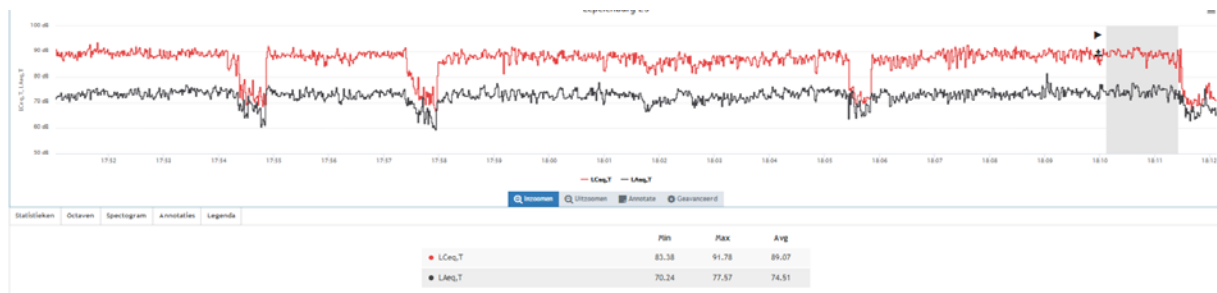 100 dB
90 dB
80 dB
70 dB
60 dB
50 dB
LCeq,T, LAeq,T
17:52 17:53 17:54 17:55 17:56 17:57 17:58 17:59 18:00 18:01 18:02 18:03 18:04 18:05 18:06 18:07 18:08 18:09 18:10 18:11 18:12
LCeq,T LAeq,T
Inzoomen Uitzoomen Annotate Geavanceerd
Statistieken Octaven Spectogram Annotaties Legenda
Min Max Avg
LCeq,T 83.38 91.78 89.07
LAeq,T 70.24 77.57 74.51